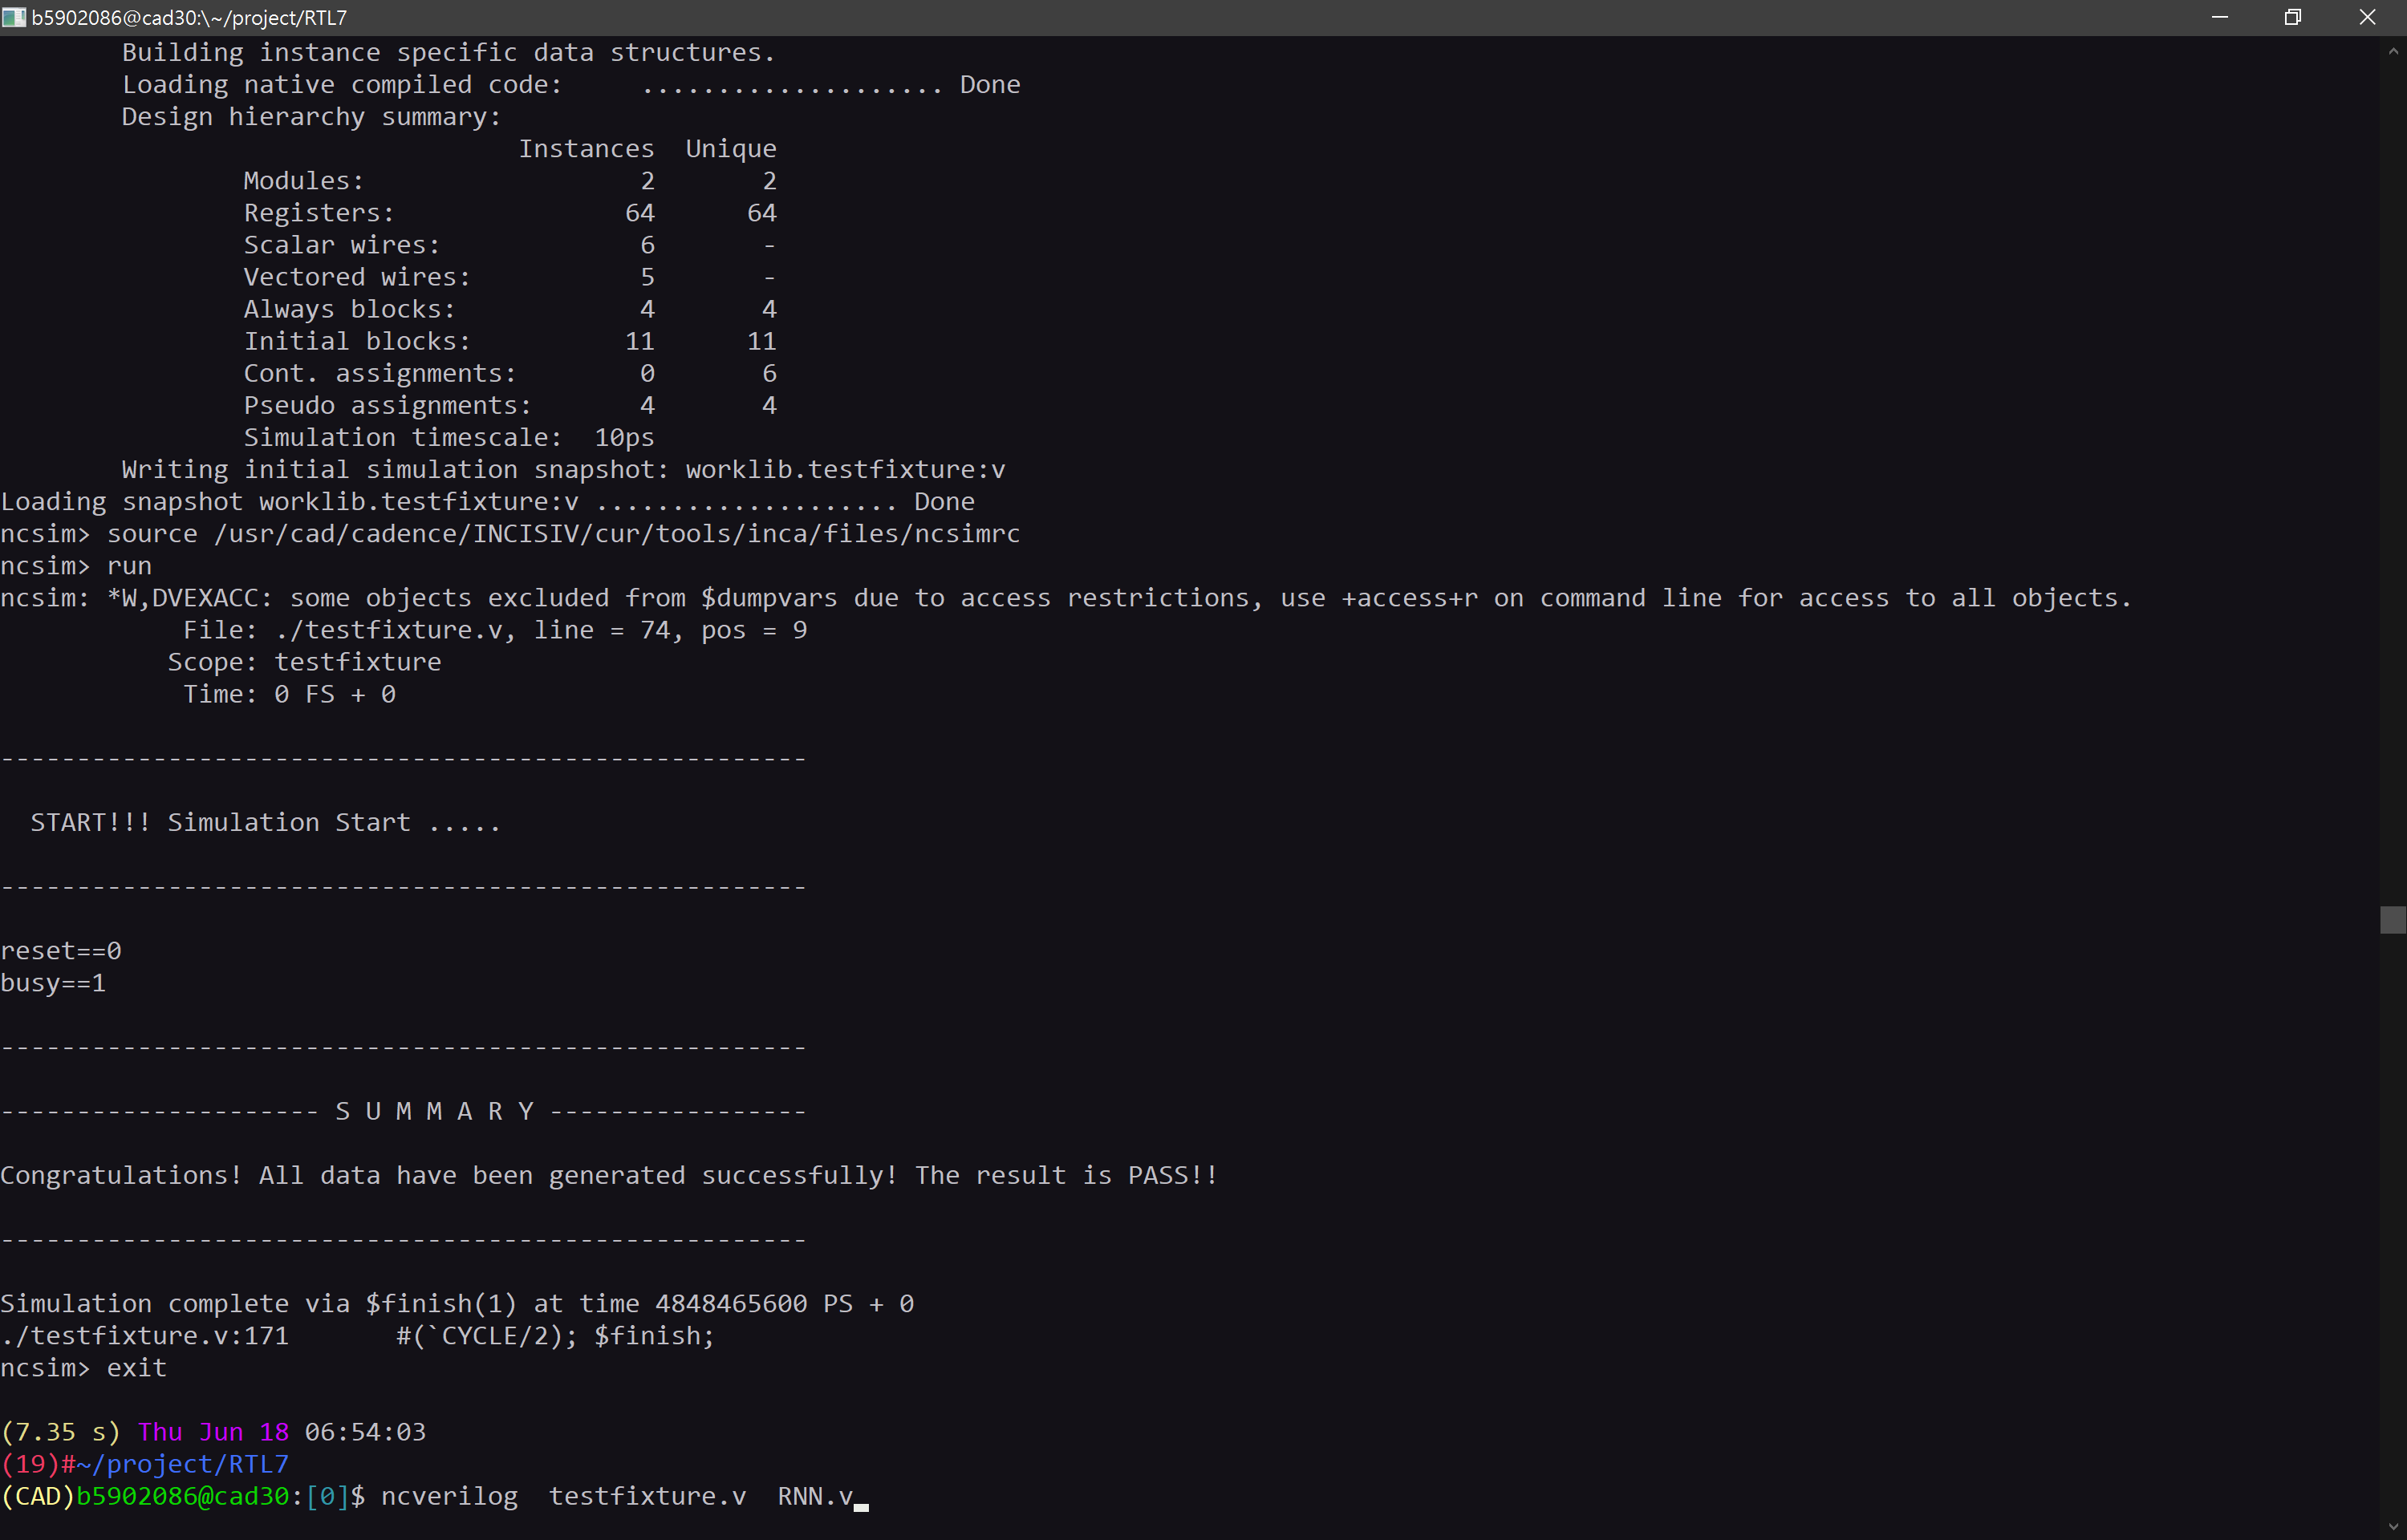 b5902086@cad30:\~/project/RTL7
Building instance specific data structures.
Loading native compiled code:     .................... Done
Design hierarchy summary:
Instances  Unique
Modules:                  2       2
Registers:               64      64
Scalar wires:             6       -
Vectored wires:           5       -
Always blocks:            4       4
Initial blocks:          11      11
Cont. assignments:        0       6
Pseudo assignments:       4       4
Simulation timescale:  10ps
Writing initial simulation snapshot: worklib.testfixture:v
Loading snapshot worklib.testfixture:v .................... Done
ncsim> source /usr/cad/cadence/INCISIV/cur/tools/inca/files/ncsimrc
ncsim> run
ncsim: *W,DVEXACC: some objects excluded from $dumpvars due to access restrictions, use +access+r on command line for access to all objects.
File: ./testfixture.v, line = 74, pos = 9
Scope: testfixture
Time: 0 FS + 0
-----------------------------------------------------
START!!! Simulation Start .....
-----------------------------------------------------
reset==0
busy==1
-----------------------------------------------------
--------------------- S U M M A R Y -----------------
Congratulations! All data have been generated successfully! The result is PASS!!
-----------------------------------------------------
Simulation complete via $finish(1) at time 4848465600 PS + 0
./testfixture.v:171       #(`CYCLE/2); $finish;
ncsim> exit
(7.35 s) Thu Jun 18 06:54:03
(19)#~/project/RTL7
(CAD)b5902086@cad30:[0]$ ncverilog  testfixture.v  RNN.v